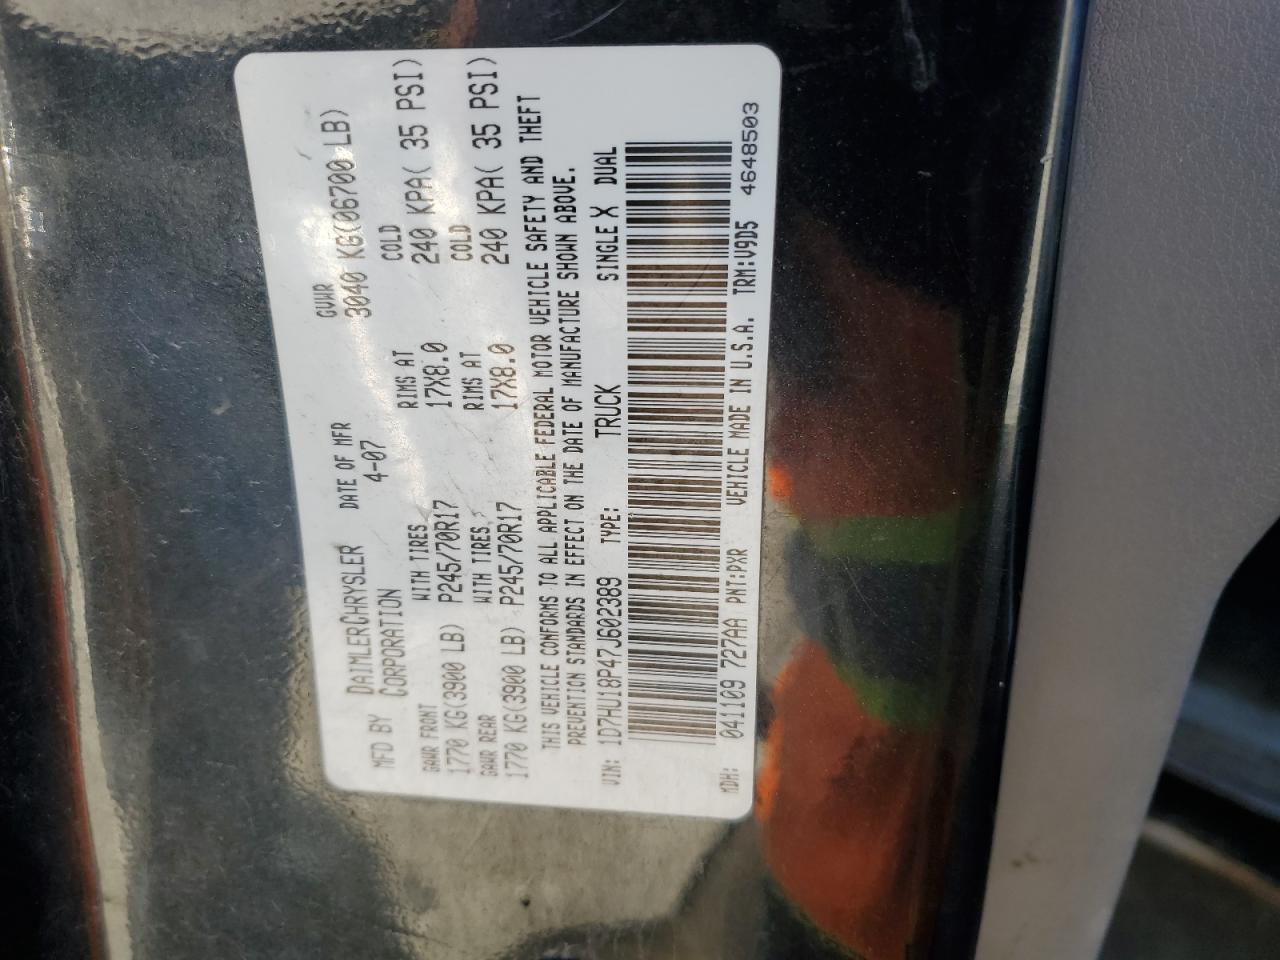 MFD BY DAIMLERCHRYSLER CORPORATION DATE OF MFR 4-07 GVWR 3040 KG(06700 LB)
GAWR FRONT WITH TIRES RIMS AT COLD
1770 KG(3900 LB) P245/70R17 17X8.0 240 KPA( 35 PSI)
GAWR REAR WITH TIRES RIMS AT COLD
1770 KG(3900 LB) P245/70R17 17X8.0 240 KPA( 35 PSI)
THIS VEHICLE CONFORMS TO ALL APPLICABLE FEDERAL MOTOR VEHICLE SAFETY AND THEFT
PREVENTION STANDARDS IN EFFECT ON THE DATE OF MANUFACTURE SHOWN ABOVE.
VIN: 1D7HU18P47J602389 TYPE: TRUCK SINGLE X DUAL
MDH: 041109 727AA PNT:PXR VEHICLE MADE IN U.S.A. TRM:V9D5 4648503